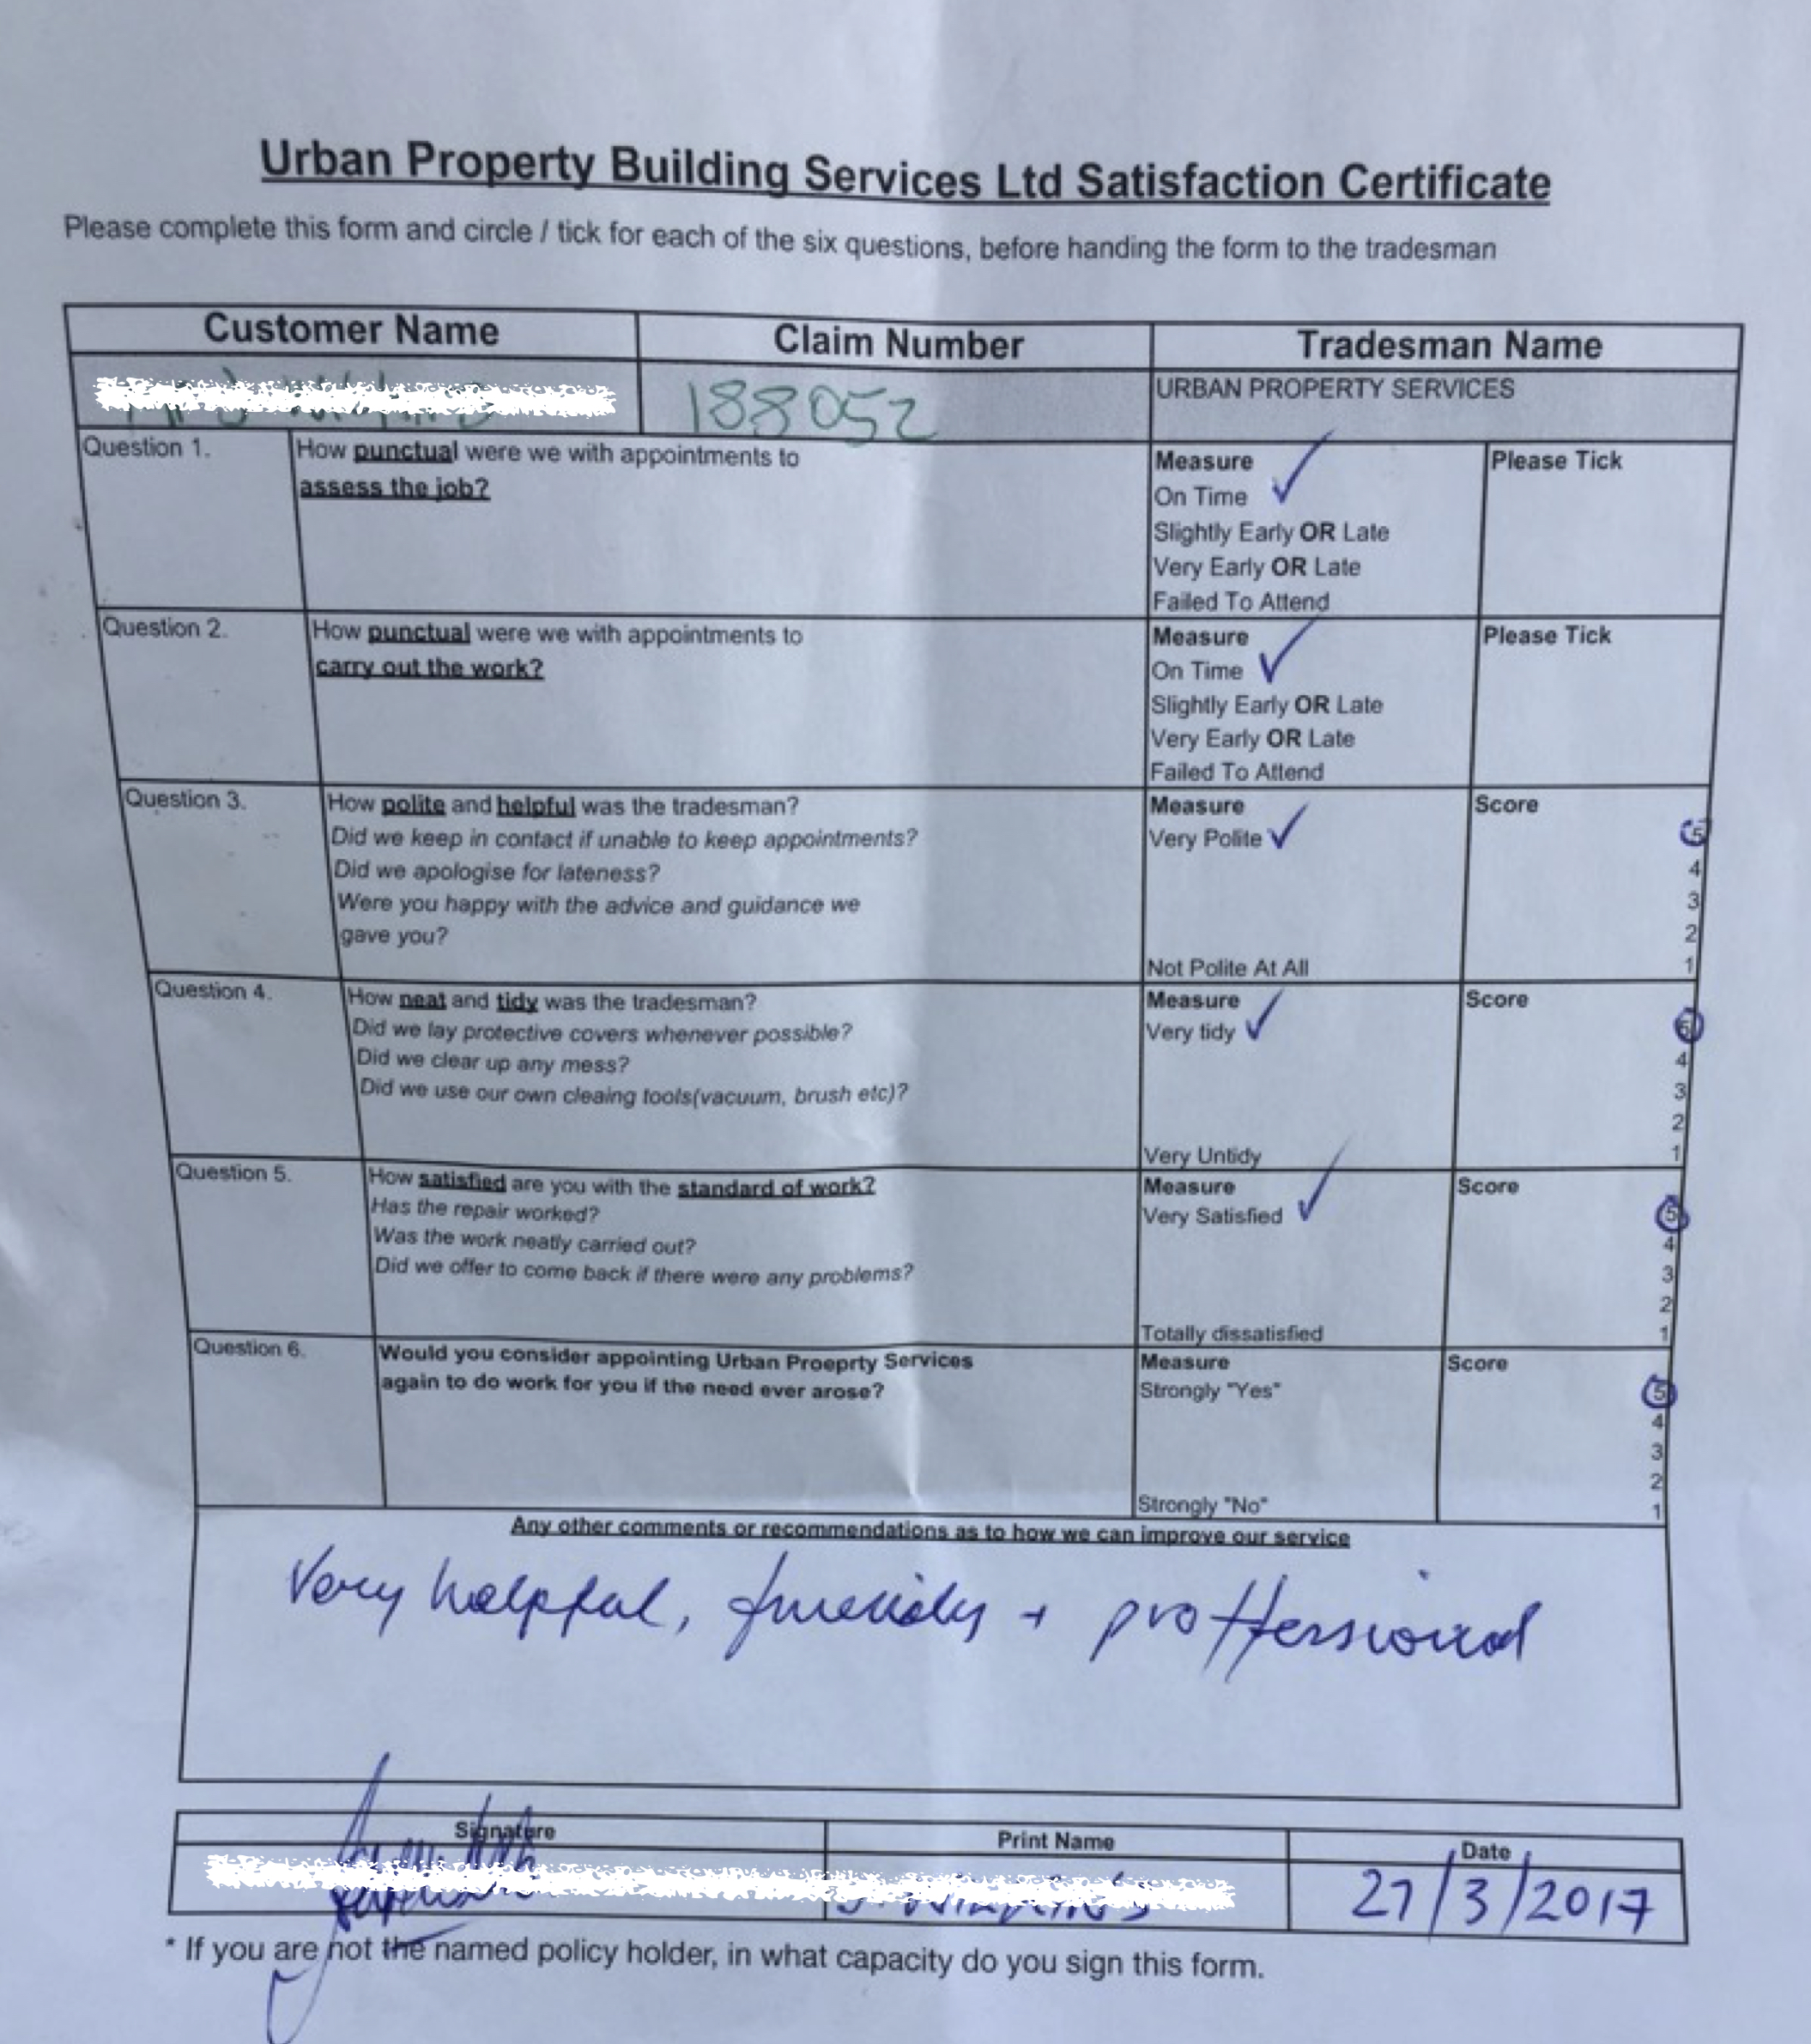 Urban Property Building Services Ltd Satisfaction Certificate
Please complete this form and circle / tick for each of the six questions, before handing the form to the tradesman
Customer Name Claim Number Tradesman Name
188052 URBAN PROPERTY SERVICES
Question 1. How punctual were we with appointments to
assess the job?
Measure Please Tick
On Time ✓
Slightly Early OR Late
Very Early OR Late
Failed To Attend
Question 2. How punctual were we with appointments to
carry out the work?
Measure Please Tick
On Time ✓
Slightly Early OR Late
Very Early OR Late
Failed To Attend
Question 3. How polite and helpful was the tradesman?
Did we keep in contact if unable to keep appointments?
Did we apologise for lateness?
Were you happy with the advice and guidance we
gave you?
Measure Score
Very Polite ✓ 5
4
3
2
Not Polite At All 1
Question 4. How neat and tidy was the tradesman?
Did we lay protective covers whenever possible?
Did we clear up any mess?
Did we use our own cleaing tools(vacuum, brush etc)?
Measure Score
Very tidy ✓ 5
4
3
2
Very Untidy 1
Question 5. How satisfied are you with the standard of work?
Has the repair worked?
Was the work neatly carried out?
Did we offer to come back if there were any problems?
Measure Score
Very Satisfied ✓ 5
4
3
2
Totally dissatisfied 1
Question 6. Would you consider appointing Urban Proeprty Services
again to do work for you if the need ever arose?
Measure Score
Strongly "Yes" 5
4
3
2
Strongly "No" 1
Any other comments or recommendations as to how we can improve our service
Very helpful, friendly + proffessional
Signature Print Name Date
27/3/2017
* If you are not the named policy holder, in what capacity do you sign this form.